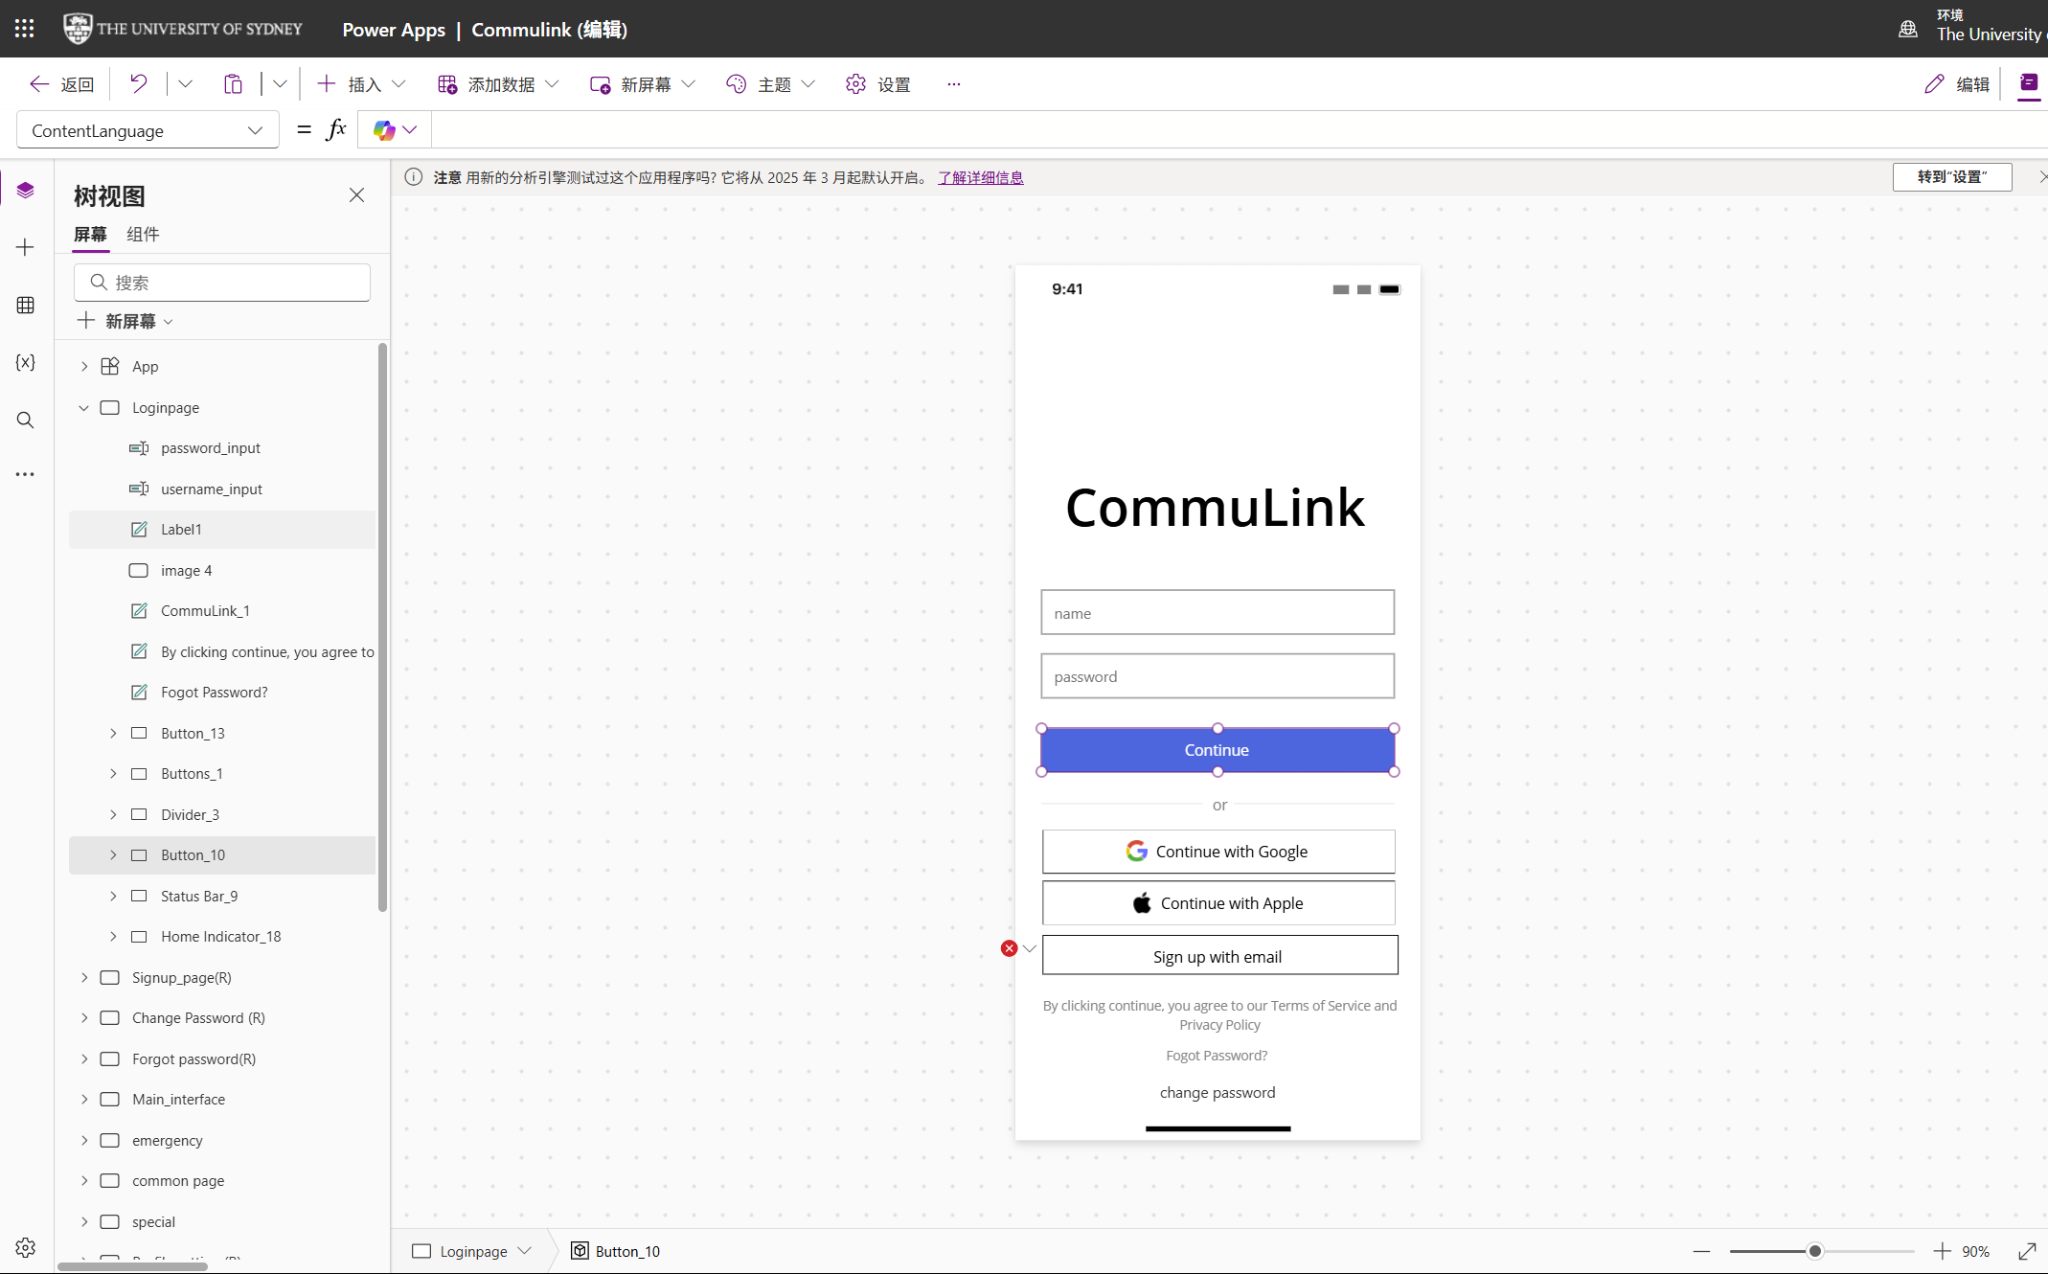 THE UNIVERSITY OF SYDNEY
Power Apps | Commulink (编辑)
环境
The University
返回
插入
添加数据
新屏幕
主题
设置
...
编辑
ContentLanguage
= fx
树视图
屏幕 组件
搜索
新屏幕
App
Loginpage
password_input
username_input
Label1
image 4
CommuLink_1
By clicking continue, you agree to
Fogot Password?
Button_13
Buttons_1
Divider_3
Button_10
Status Bar_9
Home Indicator_18
Signup_page(R)
Change Password (R)
Forgot password(R)
Main_interface
emergency
common page
special
注意 用新的分析引擎测试过这个应用程序吗? 它将从 2025 年 3 月起默认开启。 了解详细信息
转到“设置”
9:41
CommuLink
name
password
Continue
or
Continue with Google
Continue with Apple
Sign up with email
By clicking continue, you agree to our Terms of Service and
Privacy Policy
Fogot Password?
change password
Loginpage
Button_10
90%